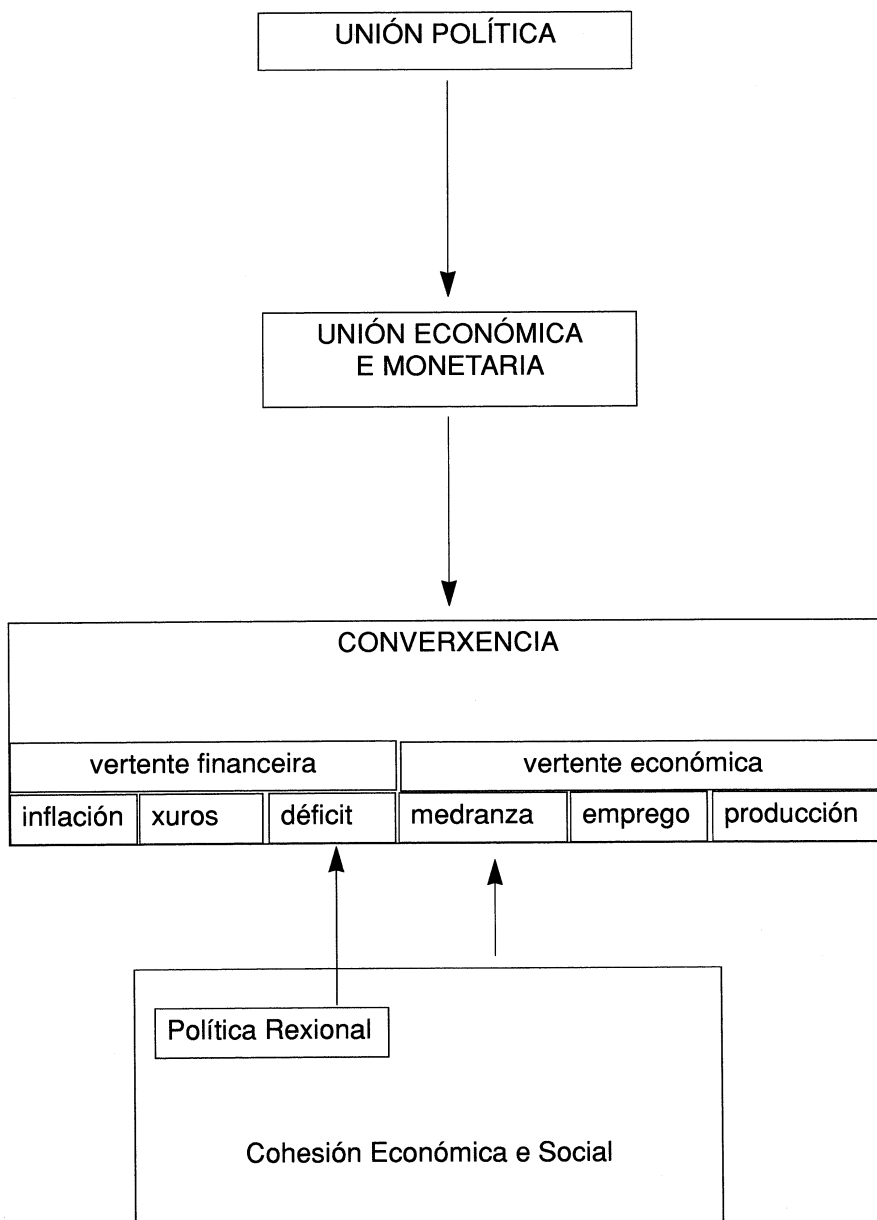 UNIÓN POLÍTICA
UNIÓN ECONÓMICA
E MONETARIA
CONVERXENCIA
vertente financeira
vertente económica
inflación
xuros
déficit
medranza
emprego
producción
Política Rexional
Cohesión Económica e Social